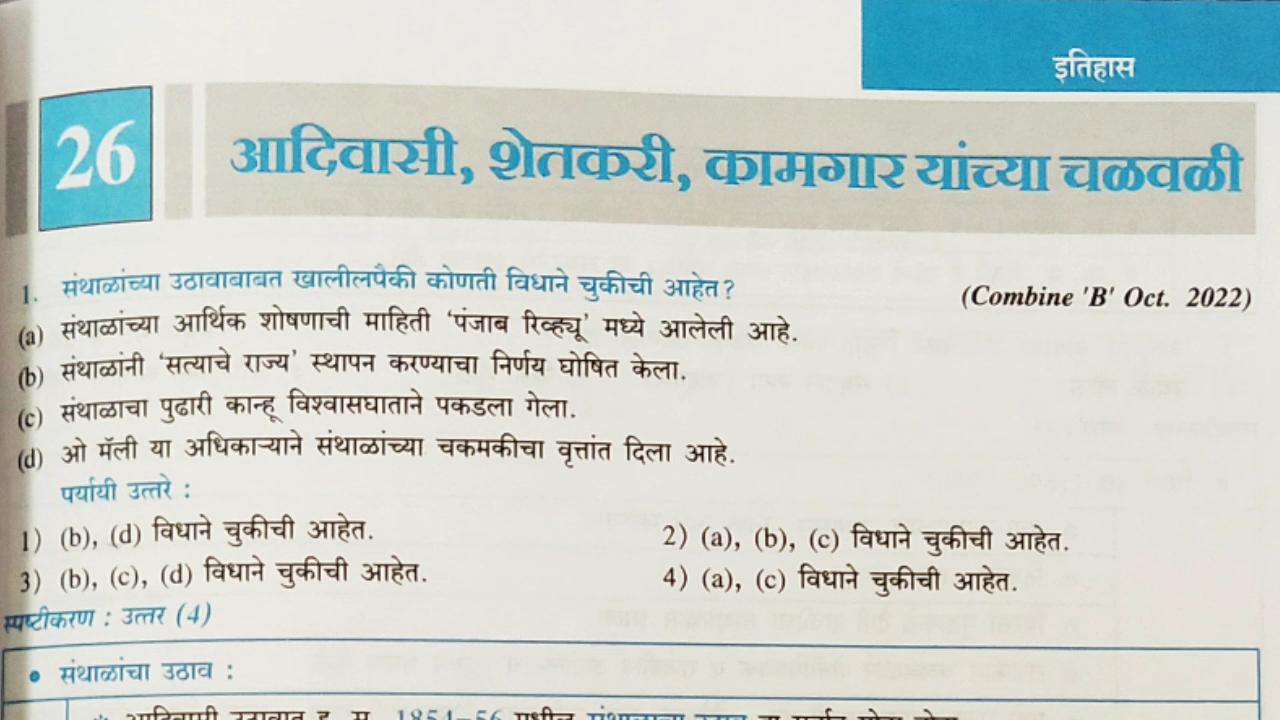 इतिहास
26
आदिवासी, शेतकरी, कामगार यांच्या चळवळी
1. संथाळांच्या उठावाबाबत खालीलपैकी कोणती विधाने चुकीची आहेत?
(Combine 'B' Oct. 2022)
(a) संथाळांच्या आर्थिक शोषणाची माहिती ‘पंजाब रिव्ह्यू’ मध्ये आलेली आहे.
(b) संथाळांनी ‘सत्याचे राज्य’ स्थापन करण्याचा निर्णय घोषित केला.
(c) संथाळाचा पुढारी कान्हू विश्वासघाताने पकडला गेला.
(d) ओ मॅली या अधिकाऱ्याने संथाळांच्या चकमकीचा वृत्तांत दिला आहे.
पर्यायी उत्तरे :
1) (b), (d) विधाने चुकीची आहेत.
2) (a), (b), (c) विधाने चुकीची आहेत.
3) (b), (c), (d) विधाने चुकीची आहेत.
4) (a), (c) विधाने चुकीची आहेत.
स्पष्टीकरण : उत्तर (4)
• संथाळांचा उठाव :
1854–56